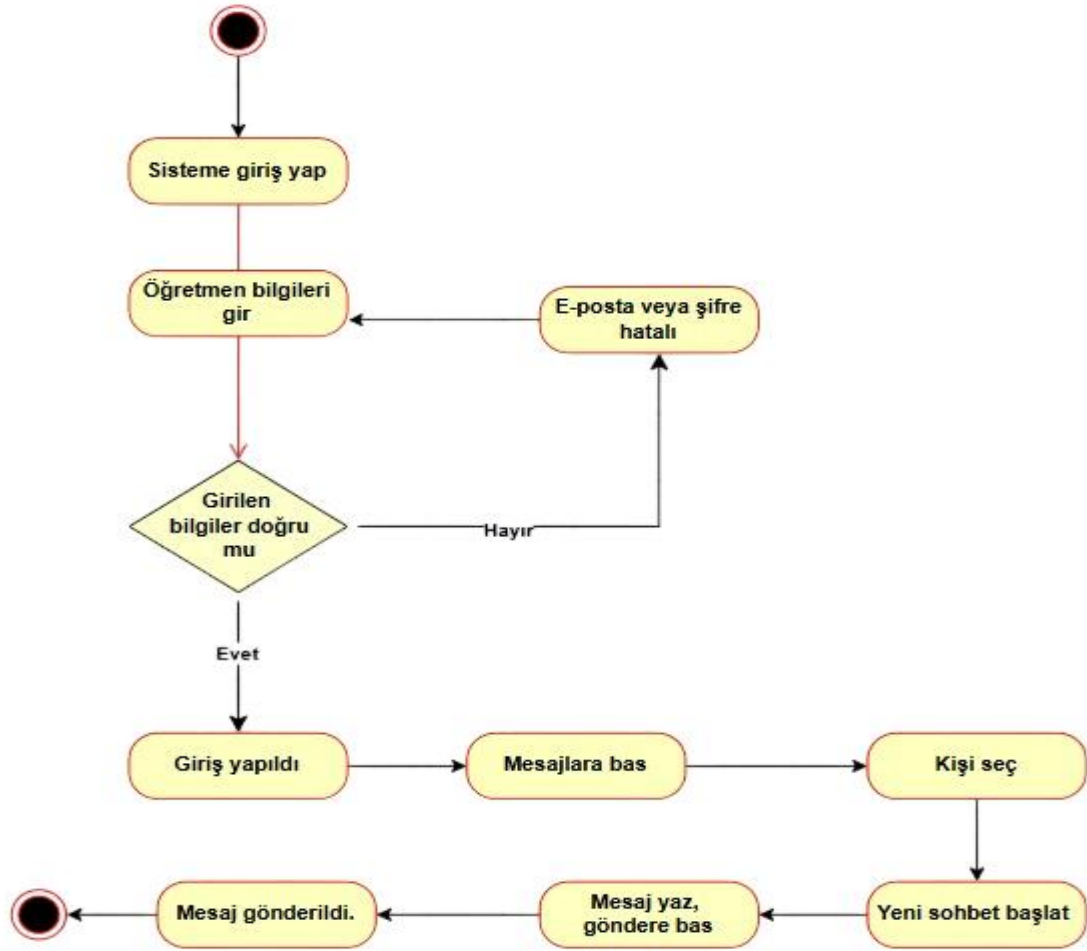 Sisteme giriş yap
Öğretmen bilgileri
gir
E-posta veya şifre
hatalı
Girilen
bilgiler doğru
mu
Hayır
Evet
Giriş yapıldı
Mesajlara bas
Kişi seç
Yeni sohbet başlat
Mesaj yaz,
göndere bas
Mesaj gönderildi.